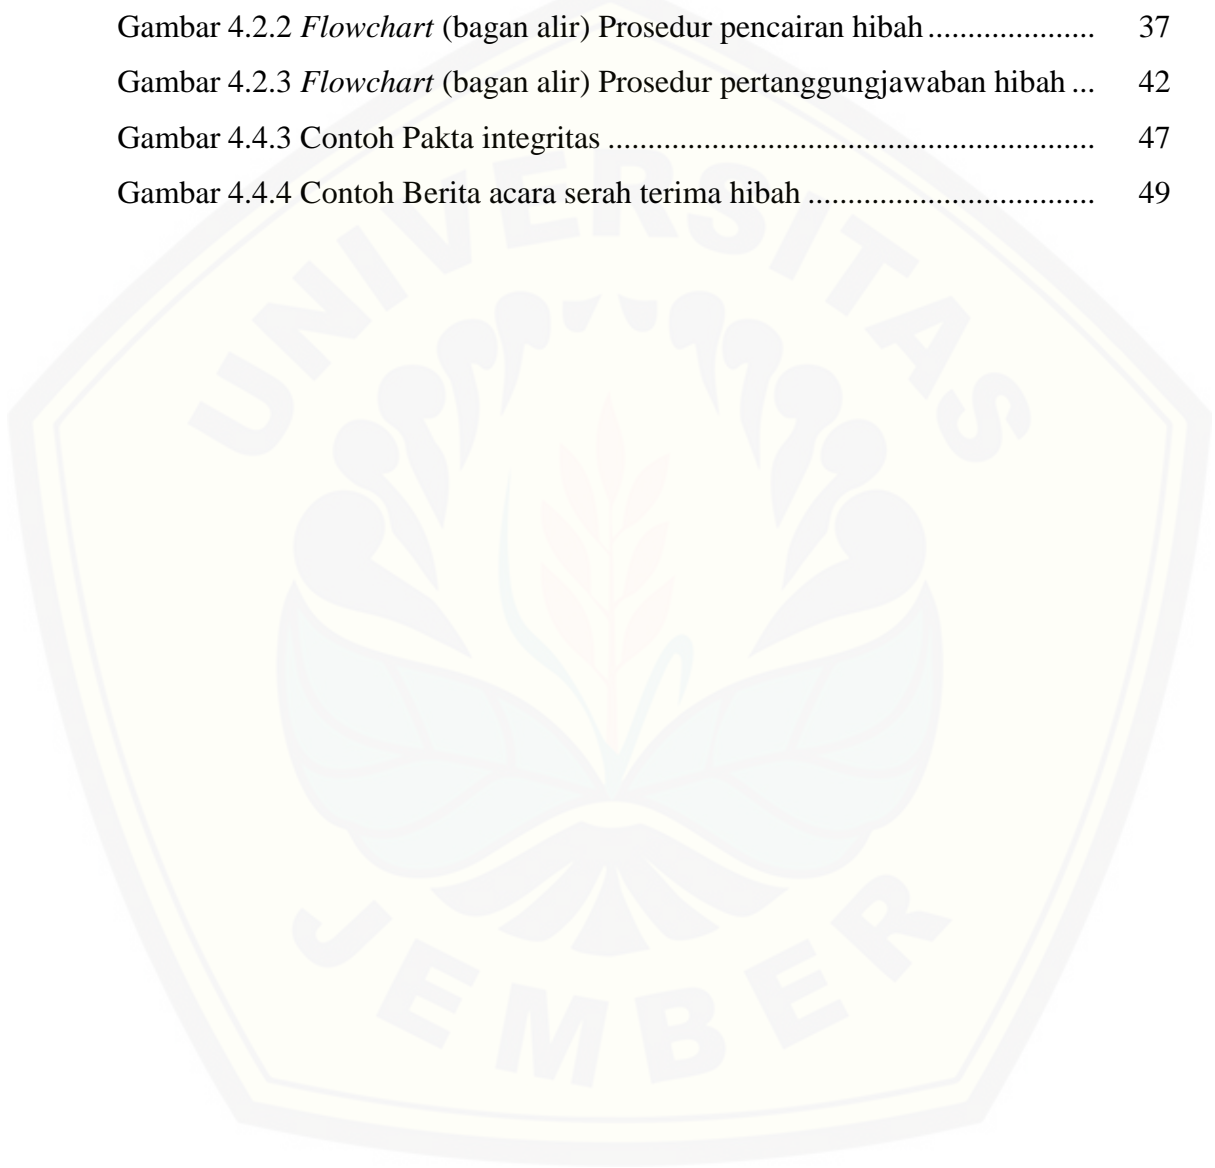 Gambar 4.2.2 Flowchart (bagan alir) Prosedur pencairan hibah ..................... 37
Gambar 4.2.3 Flowchart (bagan alir) Prosedur pertanggungjawaban hibah ... 42
Gambar 4.4.3 Contoh Pakta integritas ............................................................. 47
Gambar 4.4.4 Contoh Berita acara serah terima hibah .................................... 49
UNIVERSITAS
JEMBER